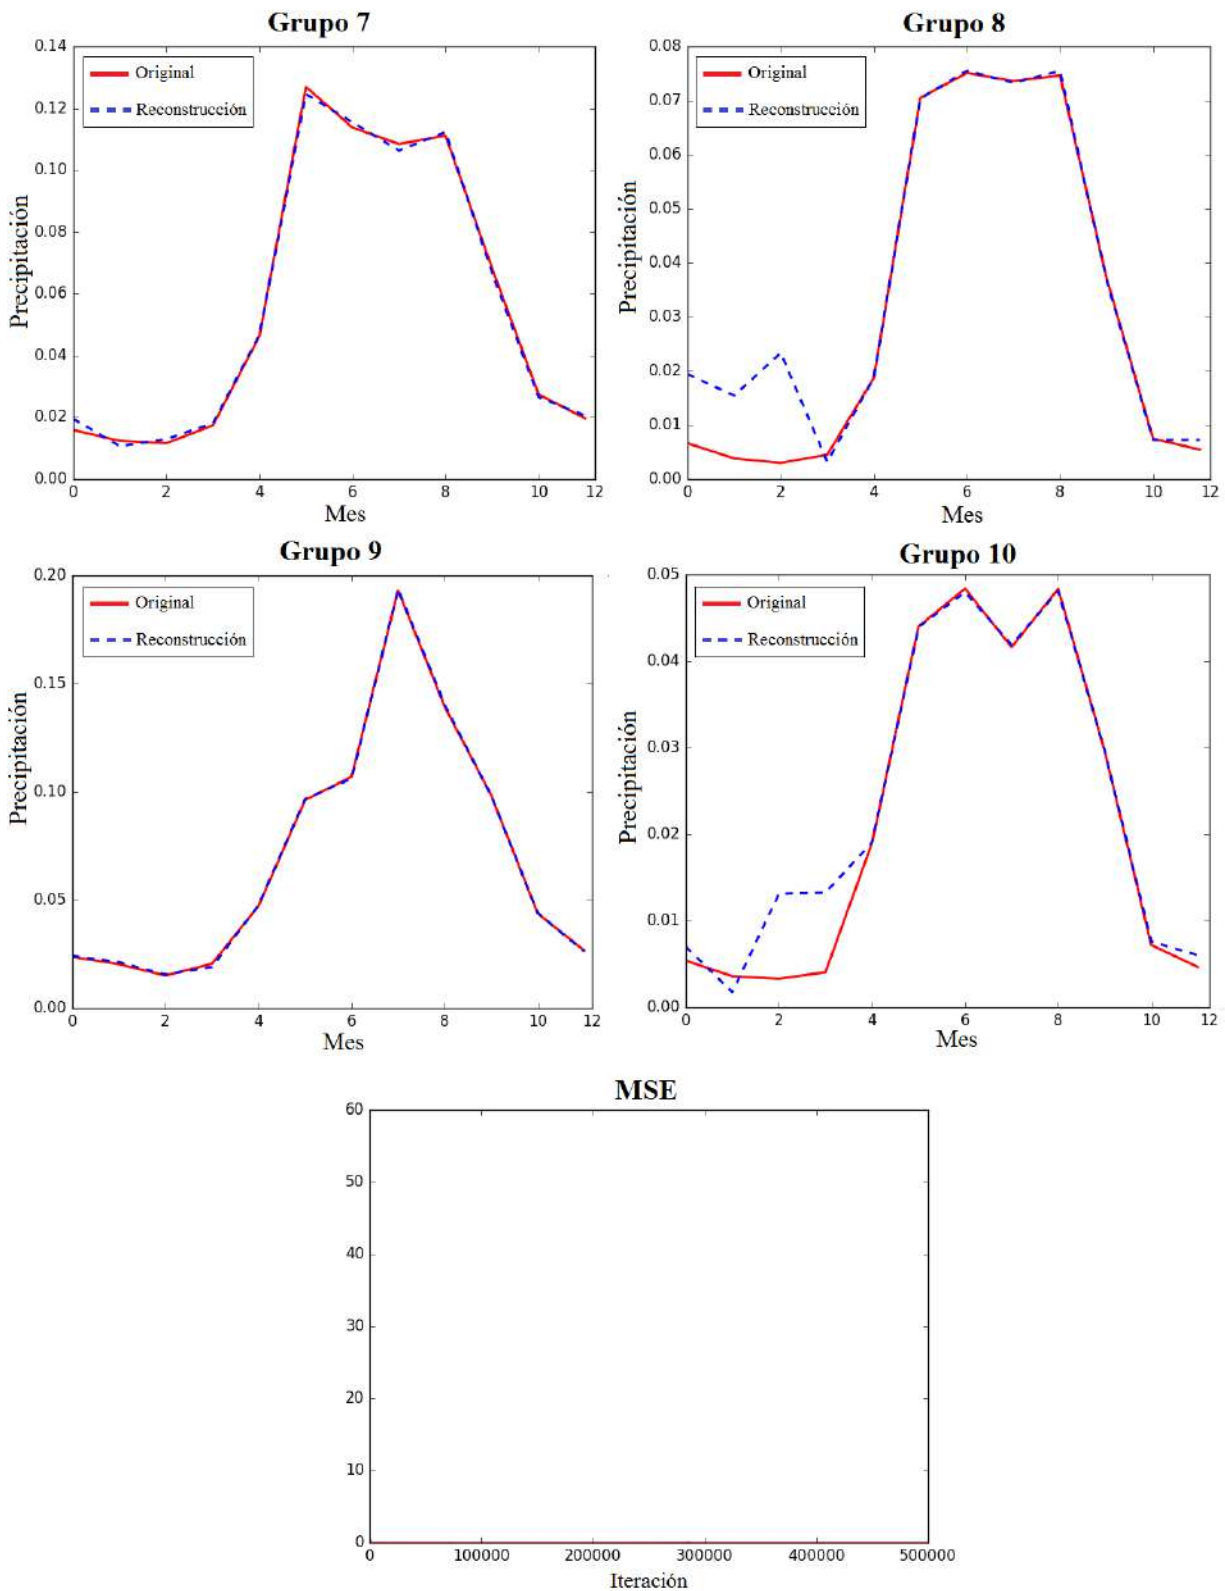 Grupo 7
0.14
0.12
0.10
0.08
0.06
0.04
0.02
0.00
Precipitación
Original
Reconstrucción
0 2 4 6 8 10 12
Mes
Grupo 8
0.08
0.07
0.06
0.05
0.04
0.03
0.02
0.01
0.00
Precipitación
Original
Reconstrucción
0 2 4 6 8 10 12
Mes
Grupo 9
0.20
0.15
0.10
0.05
0.00
Precipitación
Original
Reconstrucción
0 2 4 6 8 10 12
Mes
Grupo 10
0.05
0.04
0.03
0.02
0.01
0.00
Precipitación
Original
Reconstrucción
0 2 4 6 8 10 12
Mes
MSE
60
50
40
30
20
10
0
0 100000 200000 300000 400000 500000
Iteración